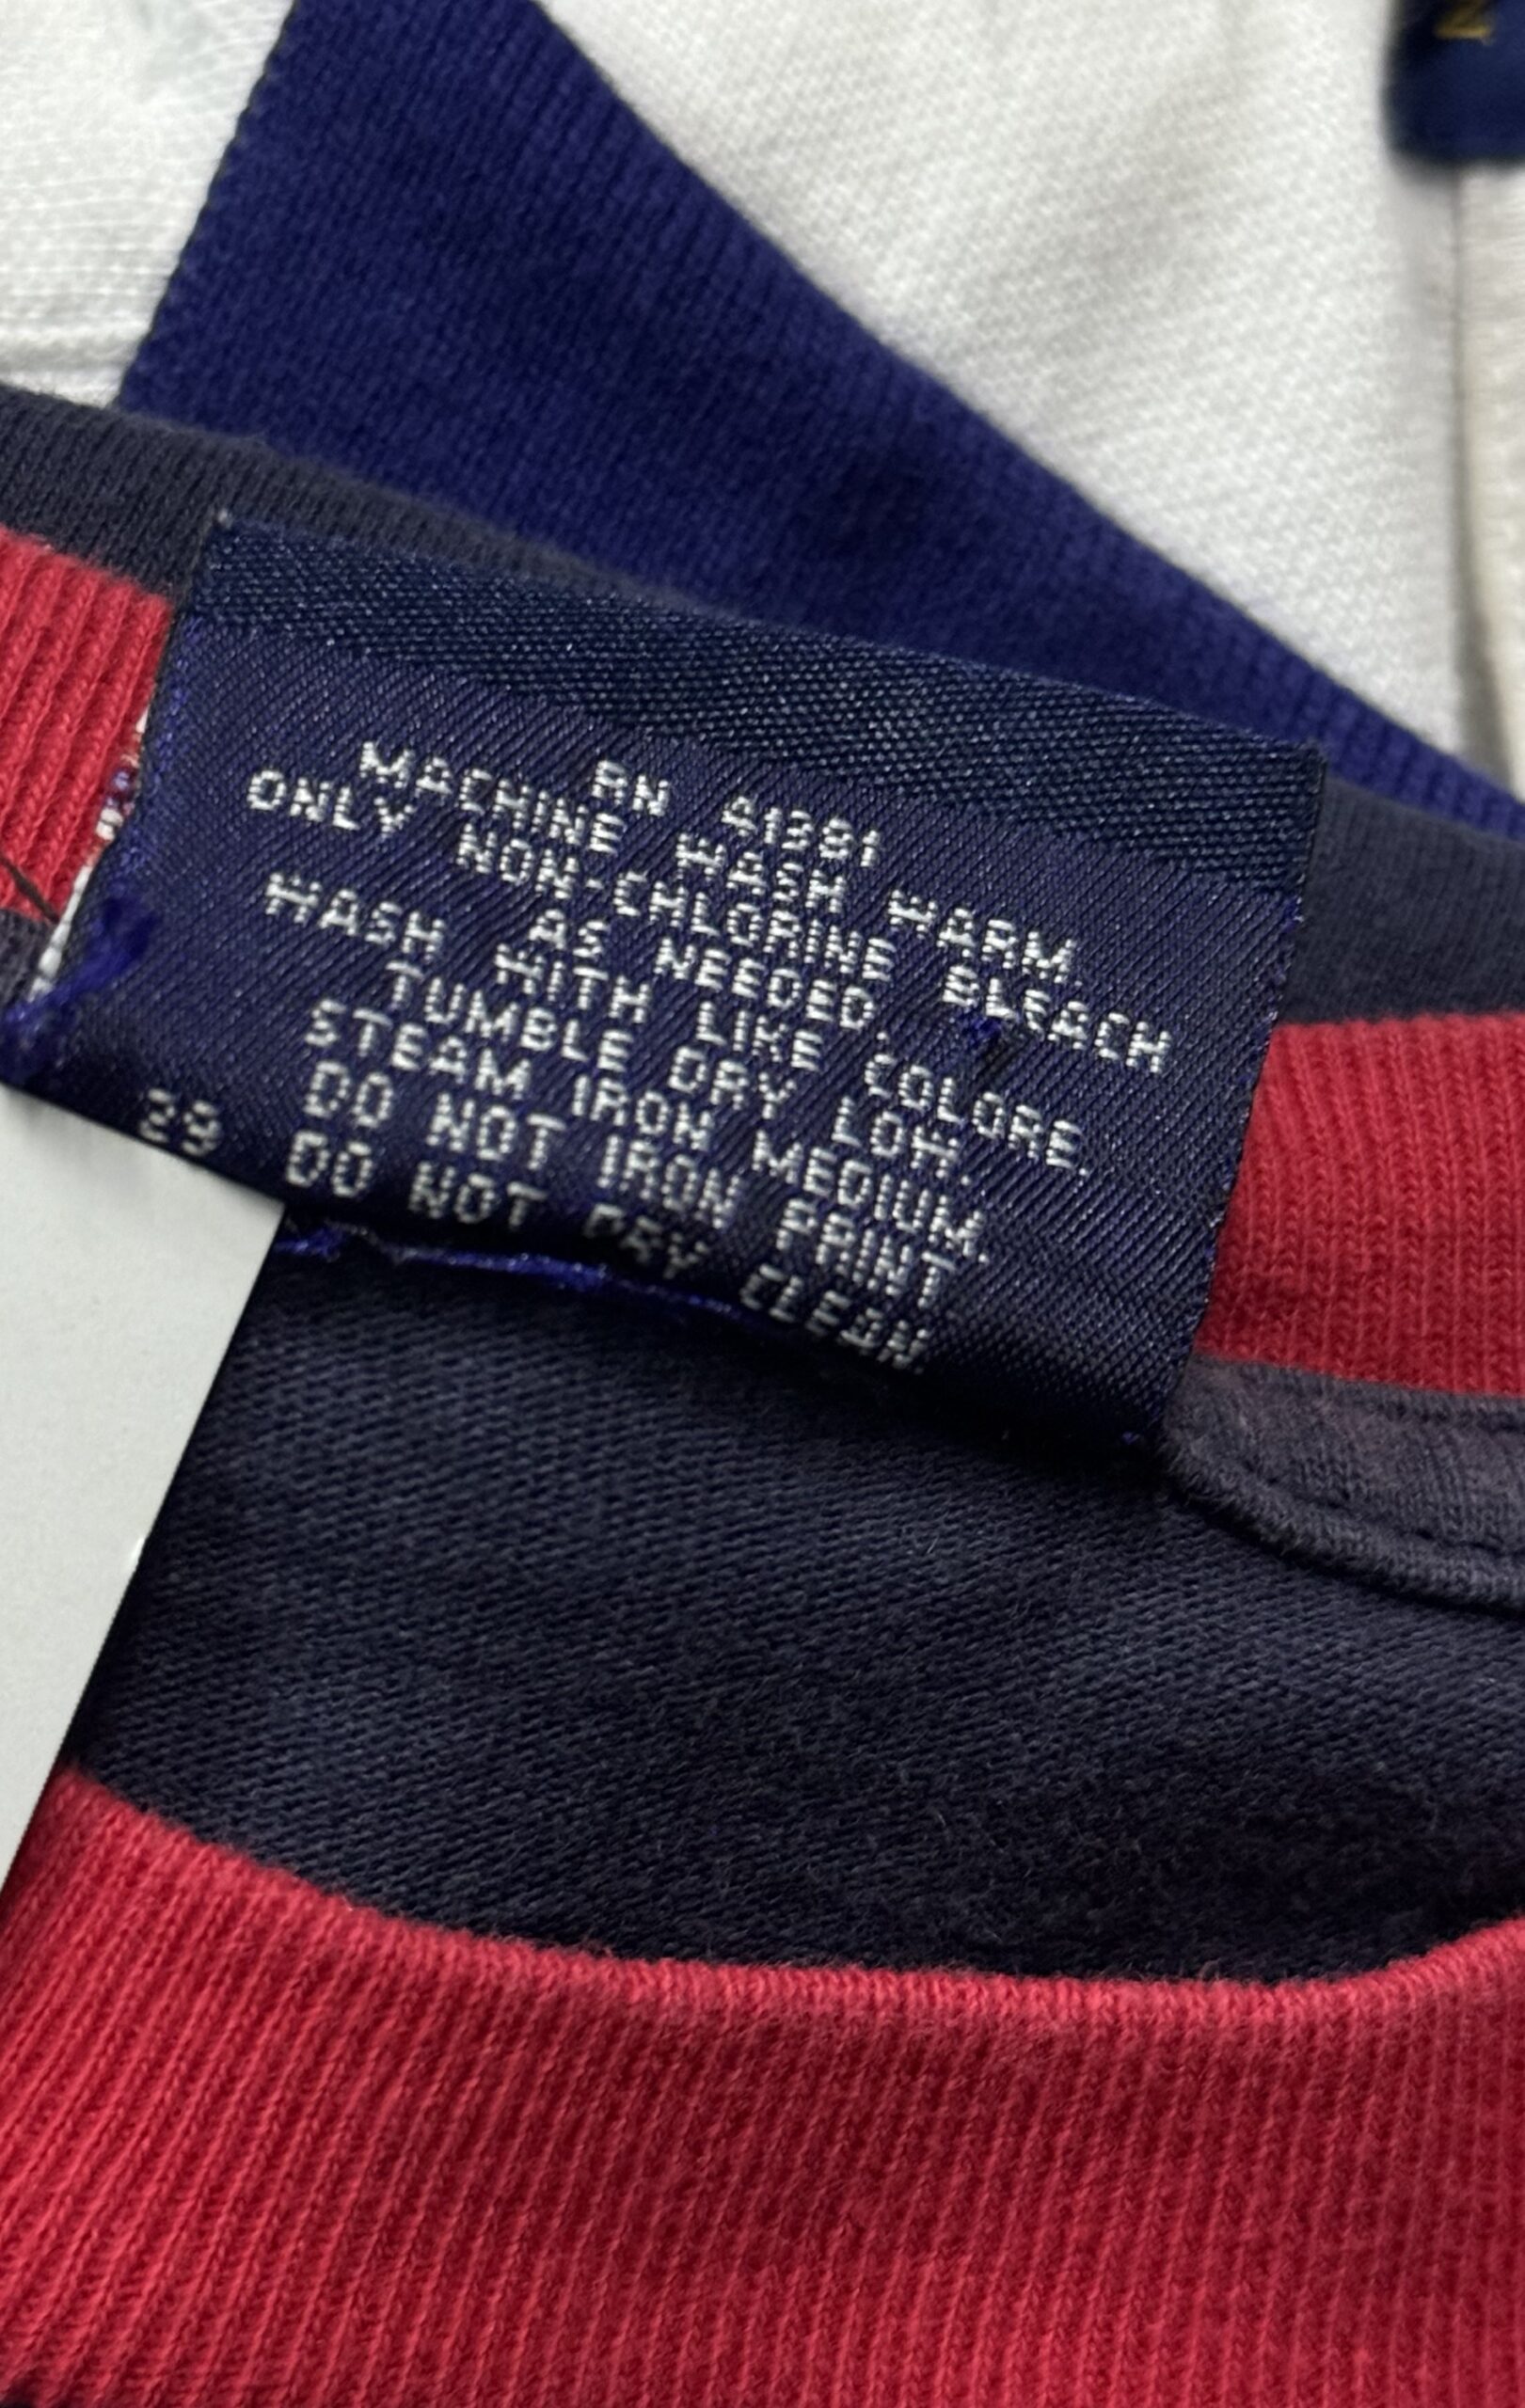 RN 41381
MACHINE WASH WARM.
ONLY NON-CHLORINE BLEACH
AS NEEDED.
WASH WITH LIKE COLORE.
TUMBLE DRY LOW.
STEAM IRON MEDIUM.
DO NOT IRON PRINT
DO NOT DRY CLEAN
29